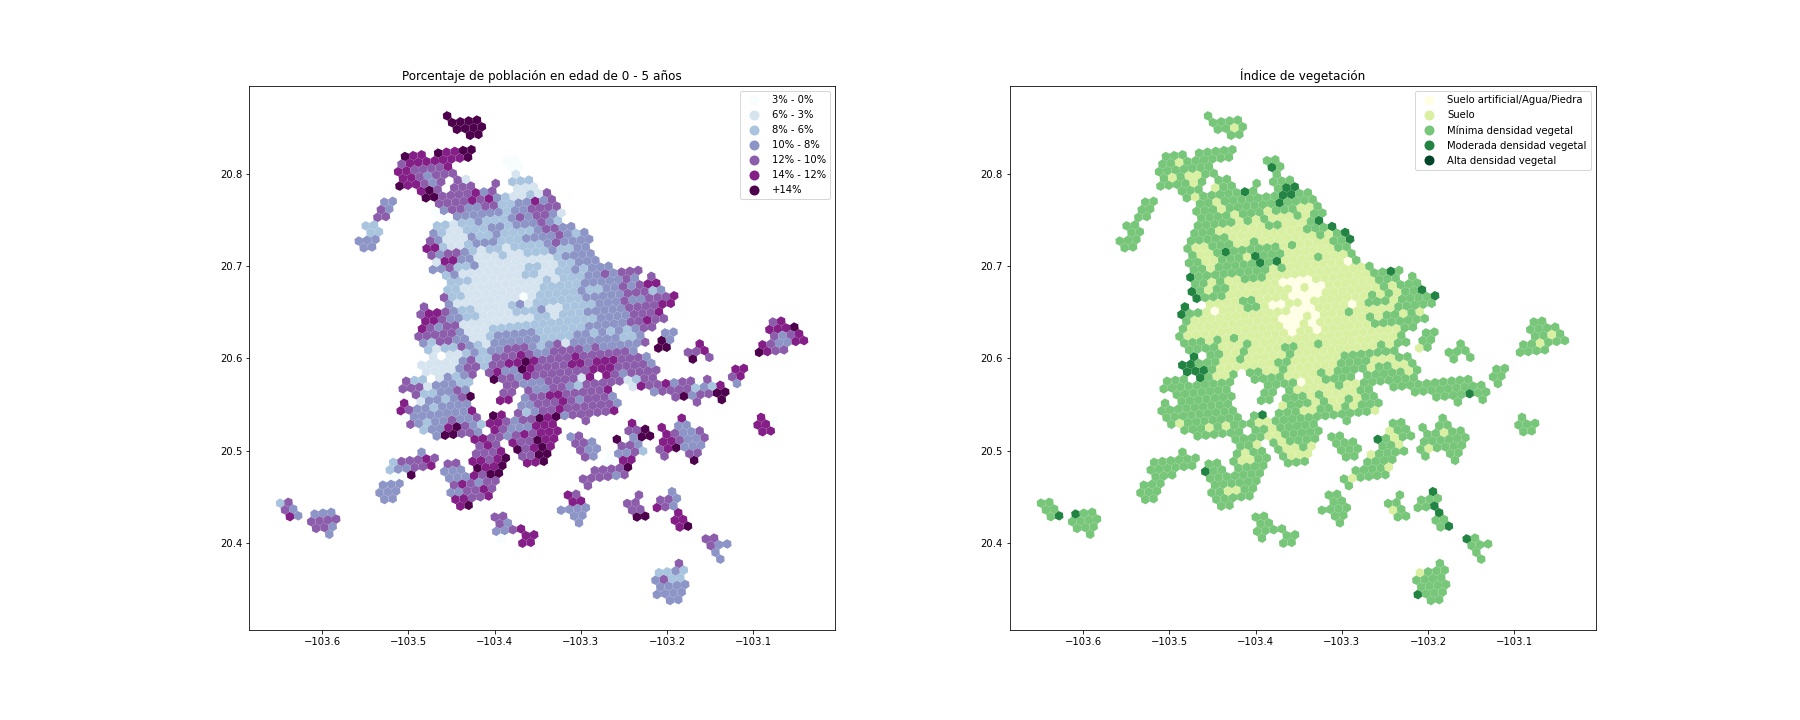 Porcentaje de población en edad de 0 - 5 años
3% - 0%
6% - 3%
8% - 6%
10% - 8%
12% - 10%
14% - 12%
+14%
20.8
20.7
20.6
20.5
20.4
−103.6
−103.5
−103.4
−103.3
−103.2
−103.1
Índice de vegetación
Suelo artificial/Agua/Piedra
Suelo
Mínima densidad vegetal
Moderada densidad vegetal
Alta densidad vegetal
20.8
20.7
20.6
20.5
20.4
−103.6
−103.5
−103.4
−103.3
−103.2
−103.1